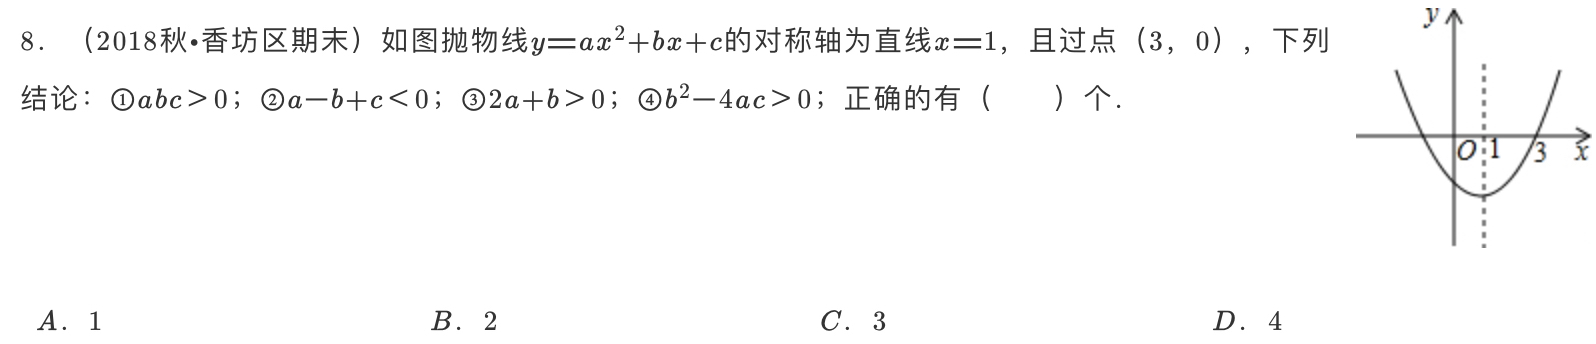 8. （2018秋•香坊区期末）如图抛物线y=ax²+bx+c的对称轴为直线x=1，且过点（3，0），下列
结论：①abc＞0；②a−b+c＜0；③2a+b＞0；④b²−4ac＞0；正确的有（　　）个.
y
O 1 3 x
A. 1 B. 2 C. 3 D. 4